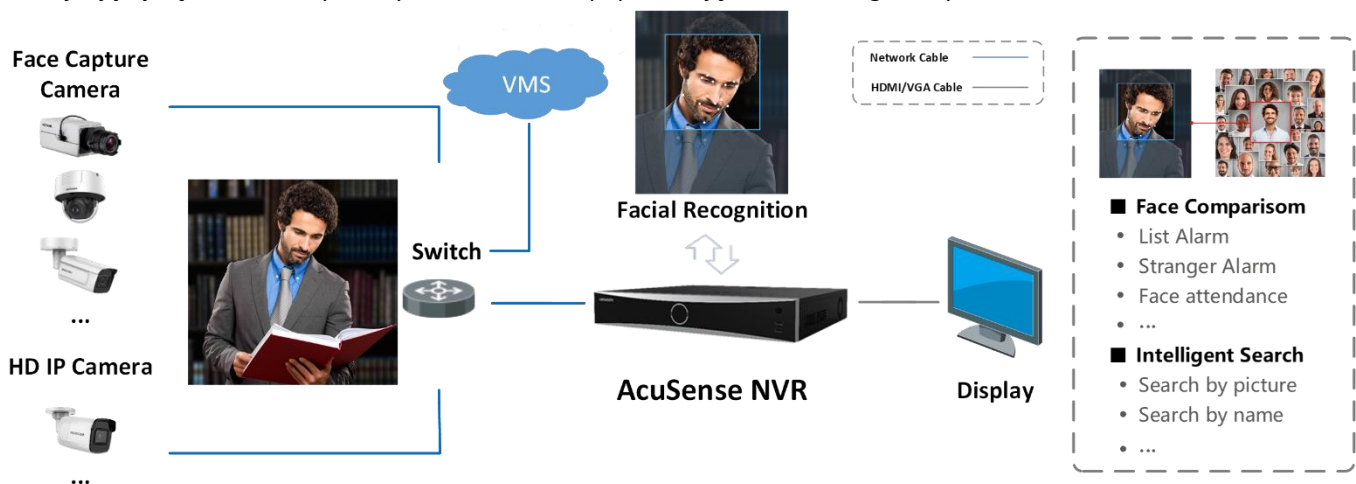 Face Capture
Camera
...
HD IP Camera
...
Switch
VMS
Facial Recognition
AcuSense NVR
Display
Network Cable
HDMI/VGA Cable
■ Face Comparisom
• List Alarm
• Stranger Alarm
• Face attendance
• ...
■ Intelligent Search
• Search by picture
• Search by name
• ...